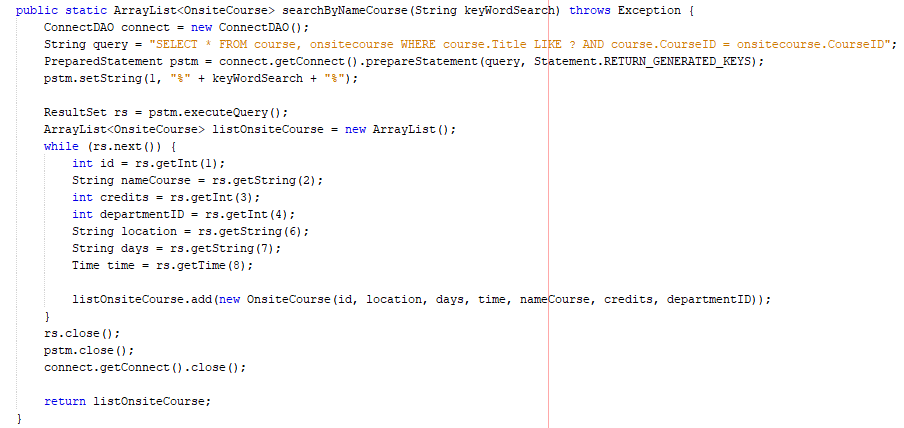 public static ArrayList<OnsiteCourse> searchByNameCourse(String keyWordSearch) throws Exception {
ConnectDAO connect = new ConnectDAO();
String query = "SELECT * FROM course, onsitecourse WHERE course.Title LIKE ? AND course.CourseID = onsitecourse.CourseID";
PreparedStatement pstm = connect.getConnect().prepareStatement(query, Statement.RETURN_GENERATED_KEYS);
pstm.setString(1, "%" + keyWordSearch + "%");
ResultSet rs = pstm.executeQuery();
ArrayList<OnsiteCourse> listOnsiteCourse = new ArrayList();
while (rs.next()) {
int id = rs.getInt(1);
String nameCourse = rs.getString(2);
int credits = rs.getInt(3);
int departmentID = rs.getInt(4);
String location = rs.getString(6);
String days = rs.getString(7);
Time time = rs.getTime(8);
listOnsiteCourse.add(new OnsiteCourse(id, location, days, time, nameCourse, credits, departmentID));
}
rs.close();
pstm.close();
connect.getConnect().close();
return listOnsiteCourse;
}